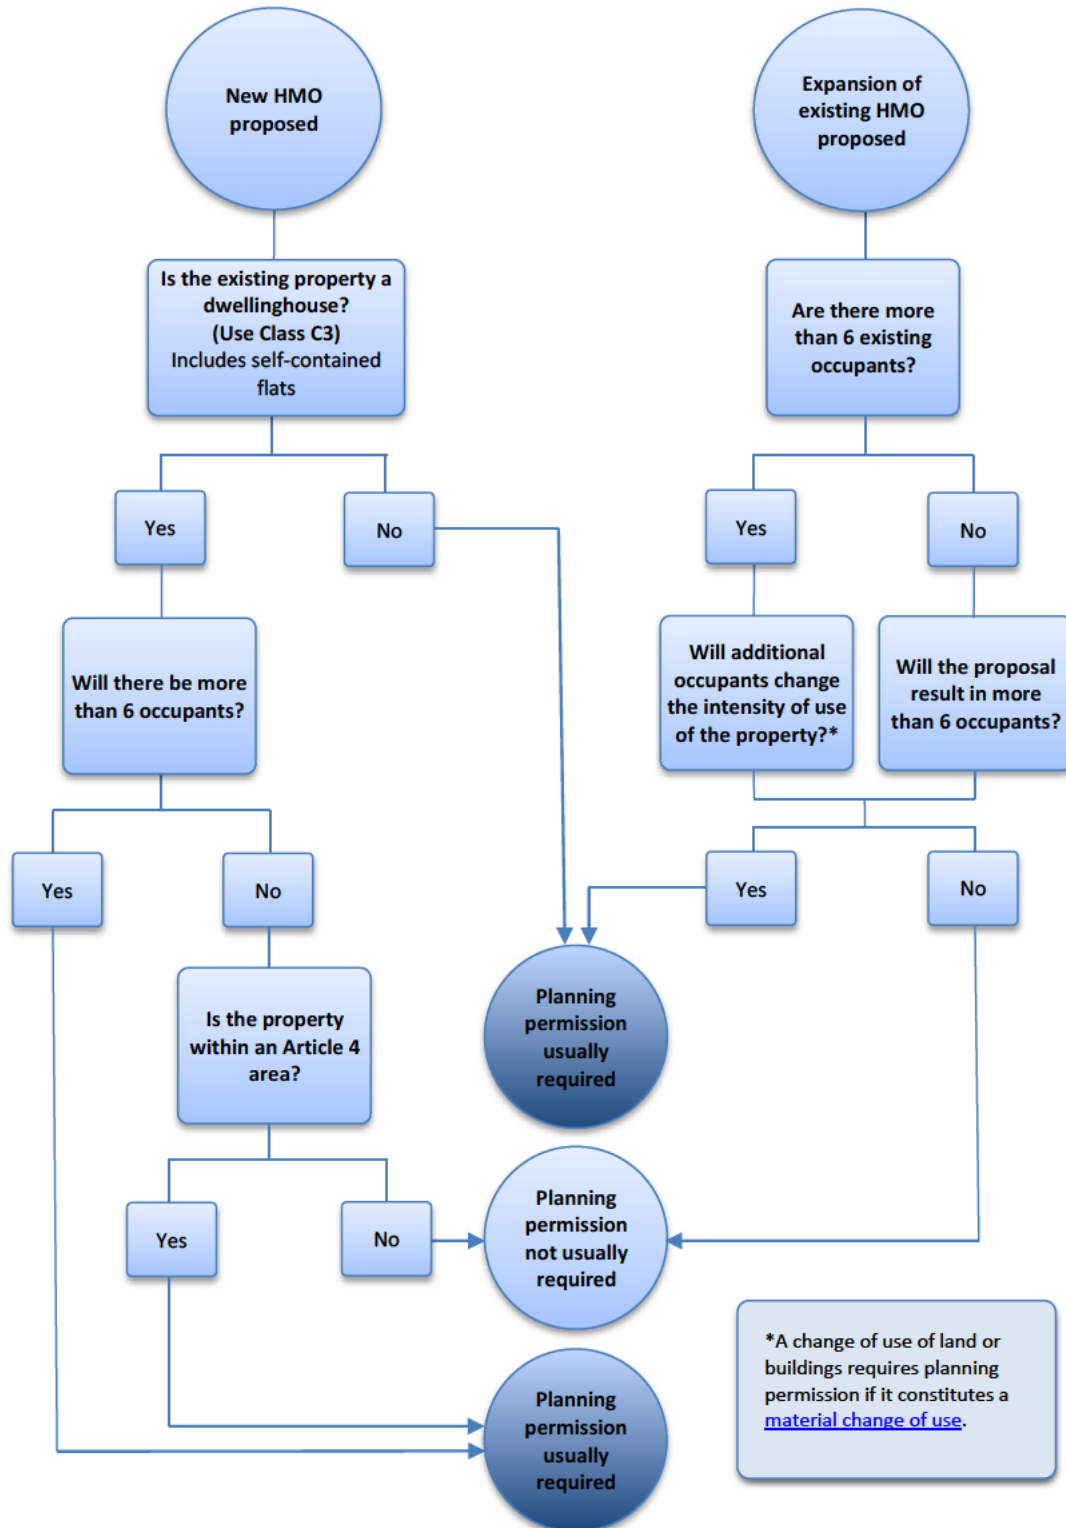 New HMO
proposed
Expansion of
existing HMO
proposed
Is the existing property a
dwellinghouse?
(Use Class C3)
Includes self-contained
flats
Are there more
than 6 existing
occupants?
Yes
No
Yes
No
Will there be more
than 6 occupants?
Will additional
occupants change
the intensity of use
of the property?*
Will the proposal
result in more
than 6 occupants?
Yes
No
Yes
No
Planning
permission
usually
required
Is the property
within an Article 4
area?
Yes
No
Planning
permission
not usually
required
Planning
permission
usually
required
*A change of use of land or
buildings requires planning
permission if it constitutes a
material change of use.